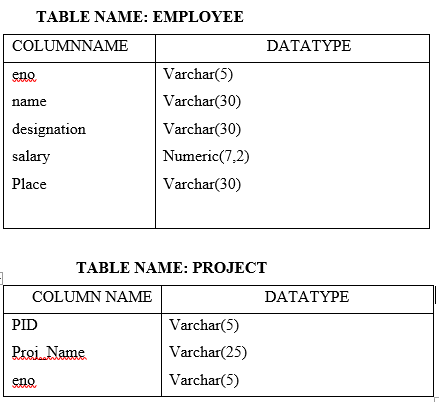 TABLE NAME: EMPLOYEE
COLUMNNAME DATATYPE
eno Varchar(5)
name Varchar(30)
designation Varchar(30)
salary Numeric(7,2)
Place Varchar(30)
TABLE NAME: PROJECT
COLUMN NAME DATATYPE
PID Varchar(5)
Proj_Name Varchar(25)
eno Varchar(5)